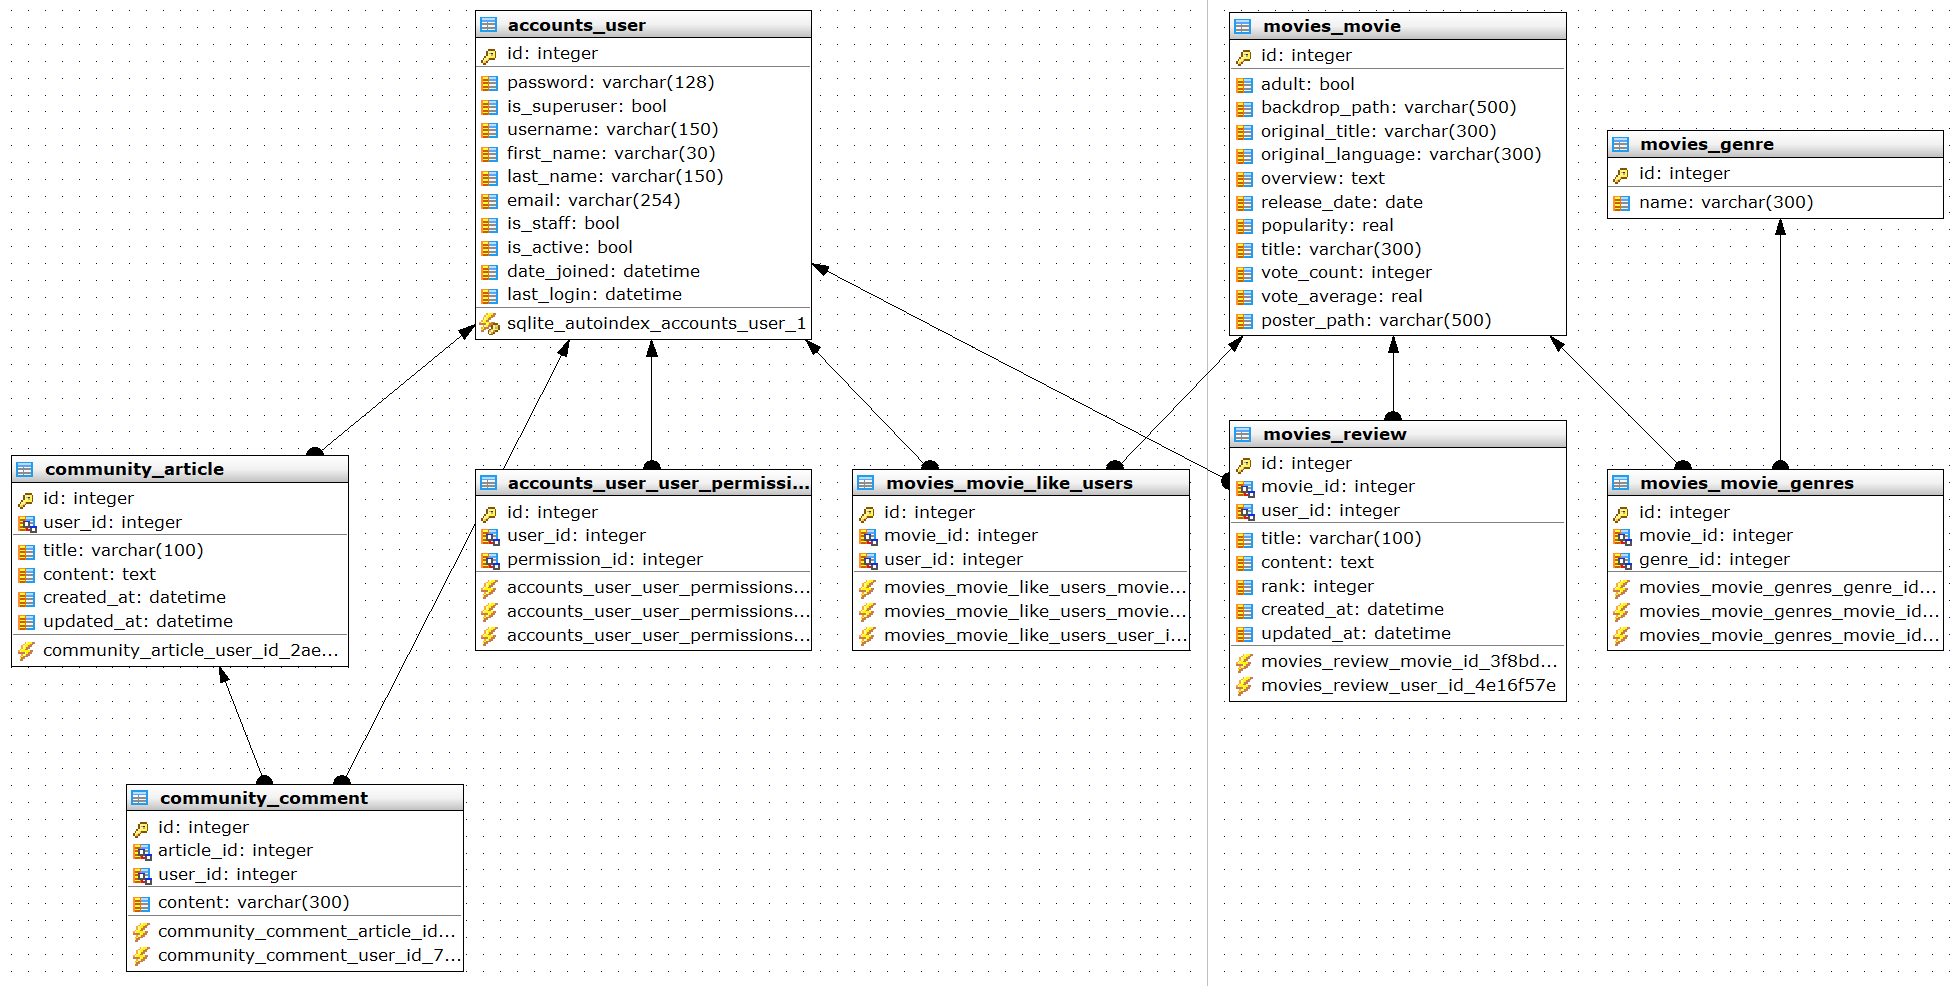 accounts_user
id: integer
password: varchar(128)
is_superuser: bool
username: varchar(150)
first_name: varchar(30)
last_name: varchar(150)
email: varchar(254)
is_staff: bool
is_active: bool
date_joined: datetime
last_login: datetime
sqlite_autoindex_accounts_user_1
movies_movie
id: integer
adult: bool
backdrop_path: varchar(500)
original_title: varchar(300)
original_language: varchar(300)
overview: text
release_date: date
popularity: real
title: varchar(300)
vote_count: integer
vote_average: real
poster_path: varchar(500)
movies_genre
id: integer
name: varchar(300)
community_article
id: integer
user_id: integer
title: varchar(100)
content: text
created_at: datetime
updated_at: datetime
community_article_user_id_2ae...
accounts_user_user_permissi...
id: integer
user_id: integer
permission_id: integer
accounts_user_user_permissions...
accounts_user_user_permissions...
accounts_user_user_permissions...
movies_movie_like_users
id: integer
movie_id: integer
user_id: integer
movies_movie_like_users_movie...
movies_movie_like_users_movie...
movies_movie_like_users_user_i...
movies_review
id: integer
movie_id: integer
user_id: integer
title: varchar(100)
content: text
rank: integer
created_at: datetime
updated_at: datetime
movies_review_movie_id_3f8bd...
movies_review_user_id_4e16f57e
movies_movie_genres
id: integer
movie_id: integer
genre_id: integer
movies_movie_genres_genre_id...
movies_movie_genres_movie_id...
movies_movie_genres_movie_id...
community_comment
id: integer
article_id: integer
user_id: integer
content: varchar(300)
community_comment_article_id...
community_comment_user_id_7...